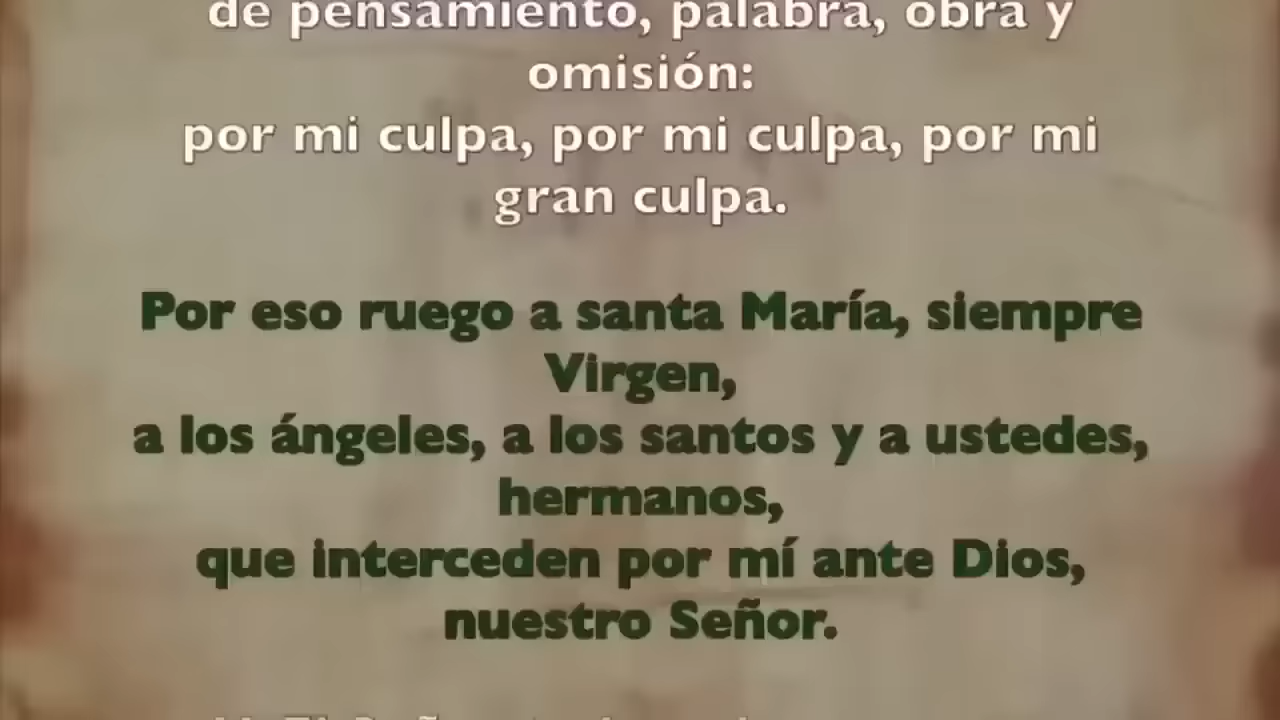 de pensamiento, palabra, obra y
omisión:
por mi culpa, por mi culpa, por mi
gran culpa.
Por eso ruego a santa María, siempre
Virgen,
a los ángeles, a los santos y a ustedes,
hermanos,
que interceden por mí ante Dios,
nuestro Señor.